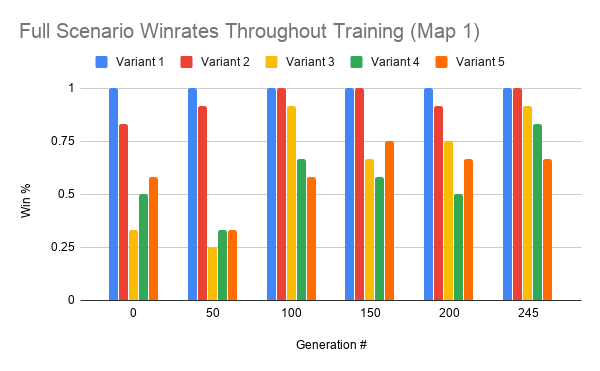 Full Scenario Winrates Throughout Training (Map 1)
Variant 1 Variant 2 Variant 3 Variant 4 Variant 5
1
0.75
0.5
0.25
0
Win %
0 50 100 150 200 245
Generation #